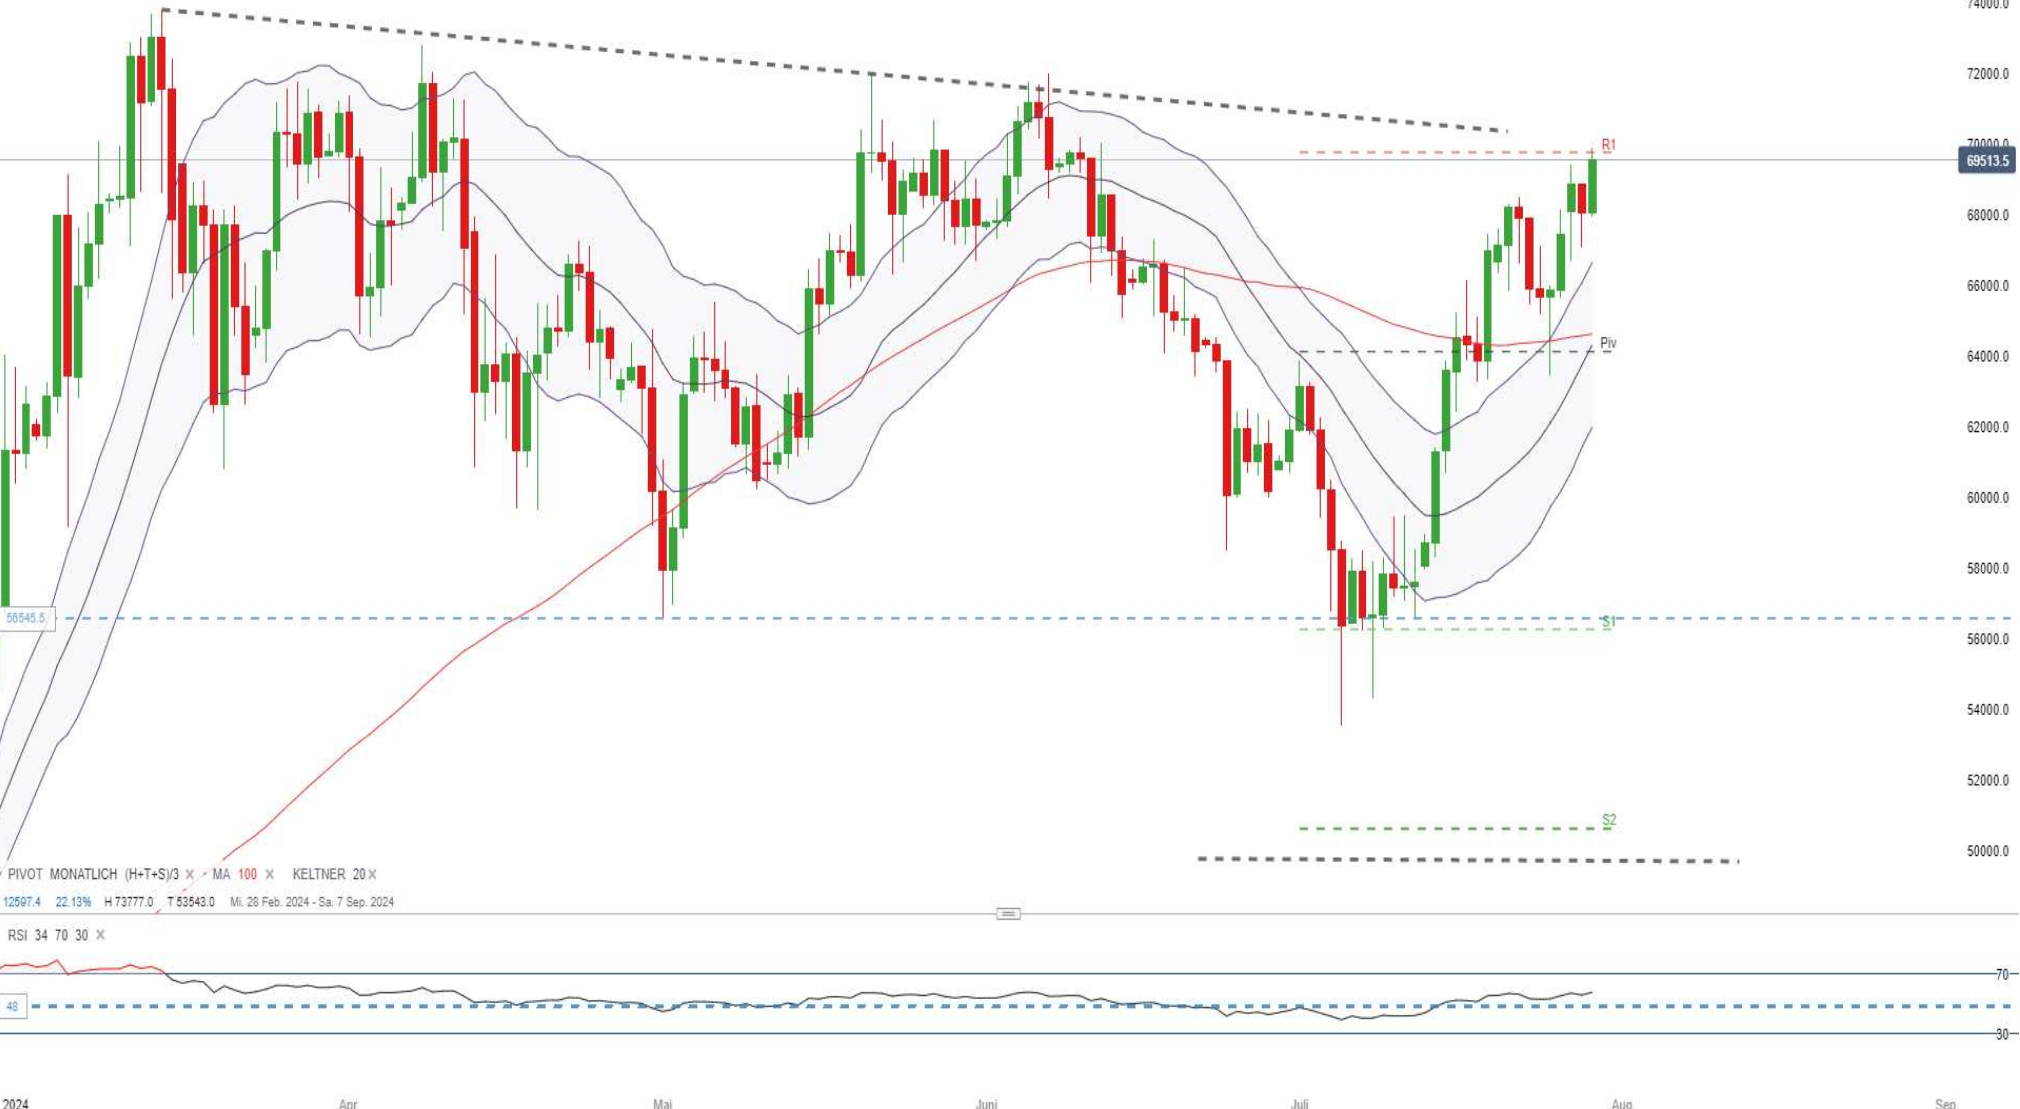 74000.0
72000.0
70000.0
R1
69513.5
68000.0
66000.0
Piv
64000.0
62000.0
60000.0
58000.0
56545.5
S1
56000.0
54000.0
52000.0
S2
50000.0
PIVOT MONATLICH (H+T+S)/3 × MA 100 × KELTNER 20 ×
12597.4 22.13% H 73777.0 T 53543.0 Mi. 28 Feb. 2024 - Sa. 7 Sep. 2024
RSI 34 70 30 ×
70
48
30
2024 Apr. Mai Juni Juli Aug. Sep.